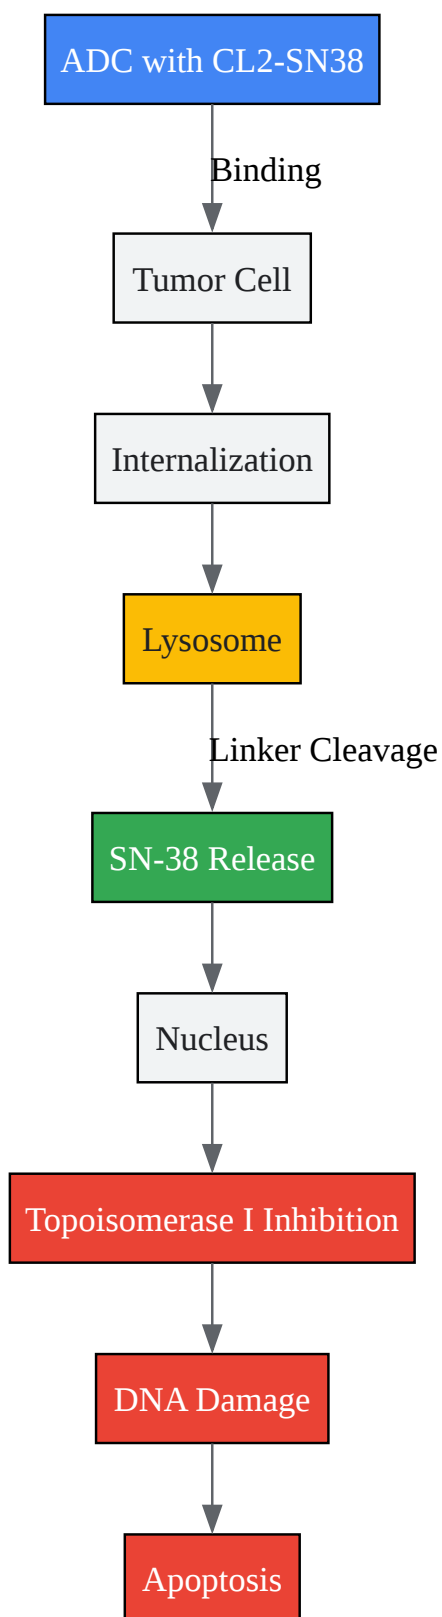 ADC with CL2-SN38
Binding
Tumor Cell
Internalization
Lysosome
Linker Cleavage
SN-38 Release
Nucleus
Topoisomerase I Inhibition
DNA Damage
Apoptosis